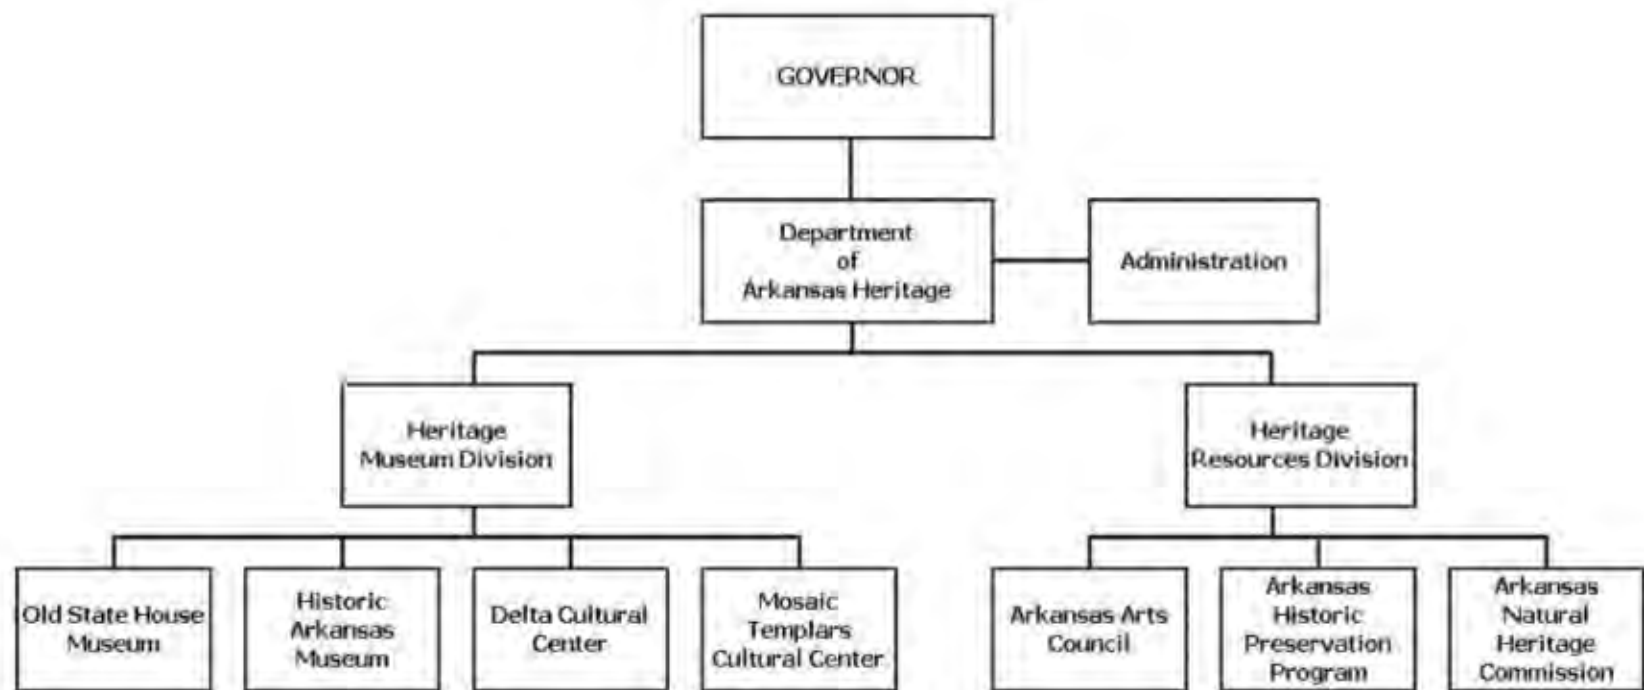 GOVERNOR
Department
of
Arkansas Heritage
Administration
Heritage
Museum Division
Heritage
Resources Division
Old State House
Museum
Historic
Arkansas
Museum
Delta Cultural
Center
Mosaic
Templars
Cultural Center
Arkansas Arts
Council
Arkansas
Historic
Preservation
Program
Arkansas
Natural
Heritage
Commission